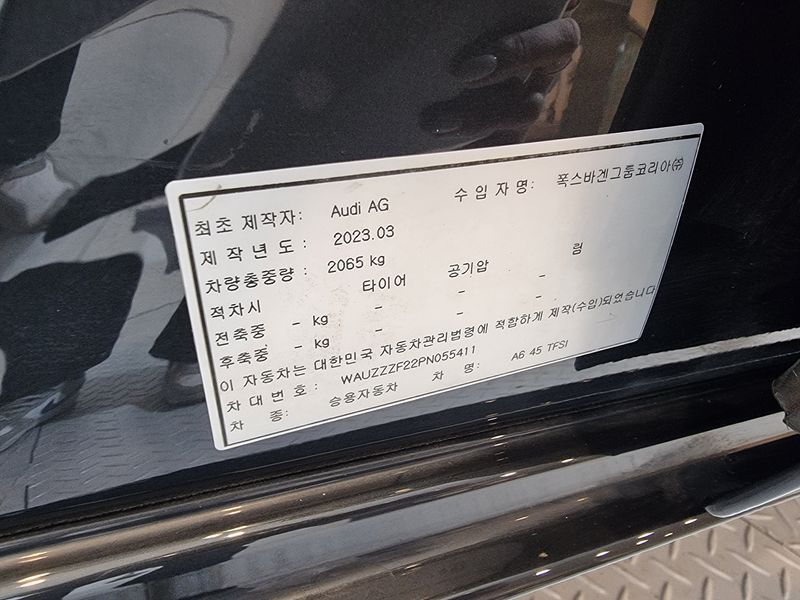 최초 제작자: Audi AG 수 입 자 명: 폭스바겐그룹코리아㈜
제 작 년 도 : 2023.03
차량총중량 : 2065 kg
적차시 타이어 공기압 림
전축중 - kg - - -
후축중 - kg - - -
이 자동차는 대한민국 자동차관리법령에 적합하게 제작(수입)되었습니다
차 대 번 호 : WAUZZZF22PN055411
차 종: 승용자동차 차 명: A6 45 TFSI